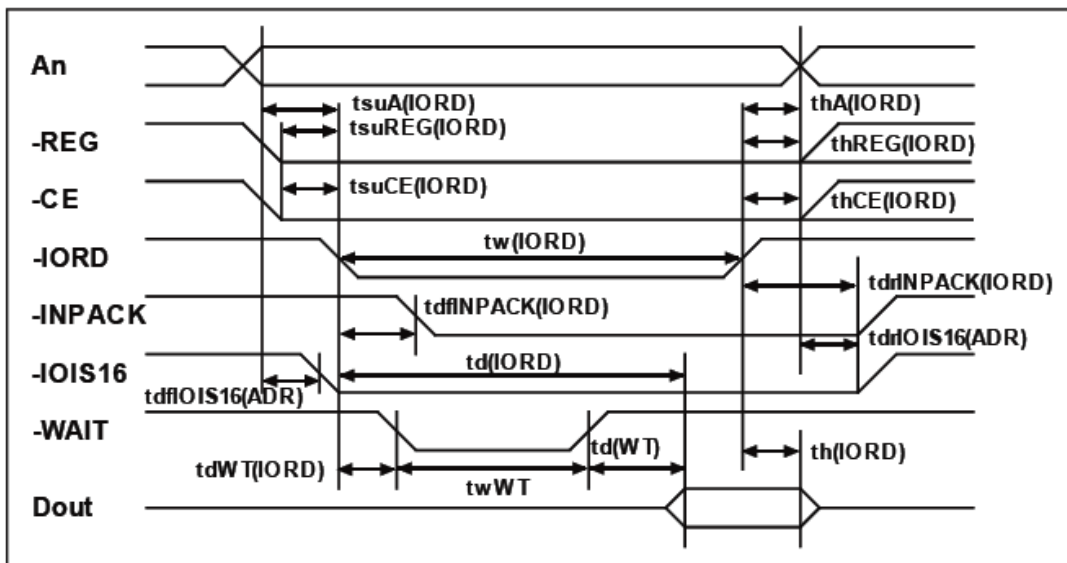 An
tsuA(IORD)
thA(IORD)
-REG
tsuREG(IORD)
thREG(IORD)
-CE
tsuCE(IORD)
thCE(IORD)
-IORD
tw(IORD)
-INPACK
tdfINPACK(IORD)
tdrINPACK(IORD)
-IOIS16
td(IORD)
tdrIOIS16(ADR)
tdfIOIS16(ADR)
-WAIT
tdWT(IORD)
twWT
td(WT)
th(IORD)
Dout